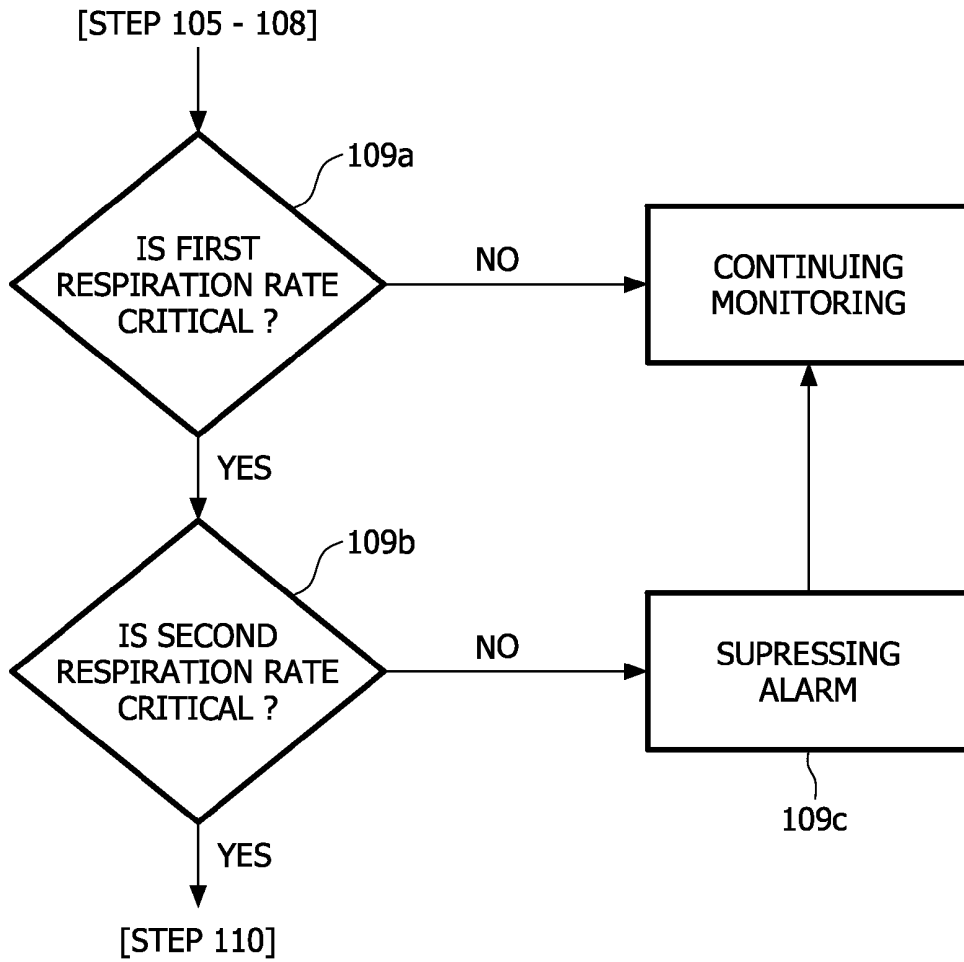 [STEP 105 - 108]
109a
IS FIRST
RESPIRATION RATE
CRITICAL ?
NO
CONTINUING
MONITORING
YES
109b
IS SECOND
RESPIRATION RATE
CRITICAL ?
NO
SUPRESSING
ALARM
109c
YES
[STEP 110]